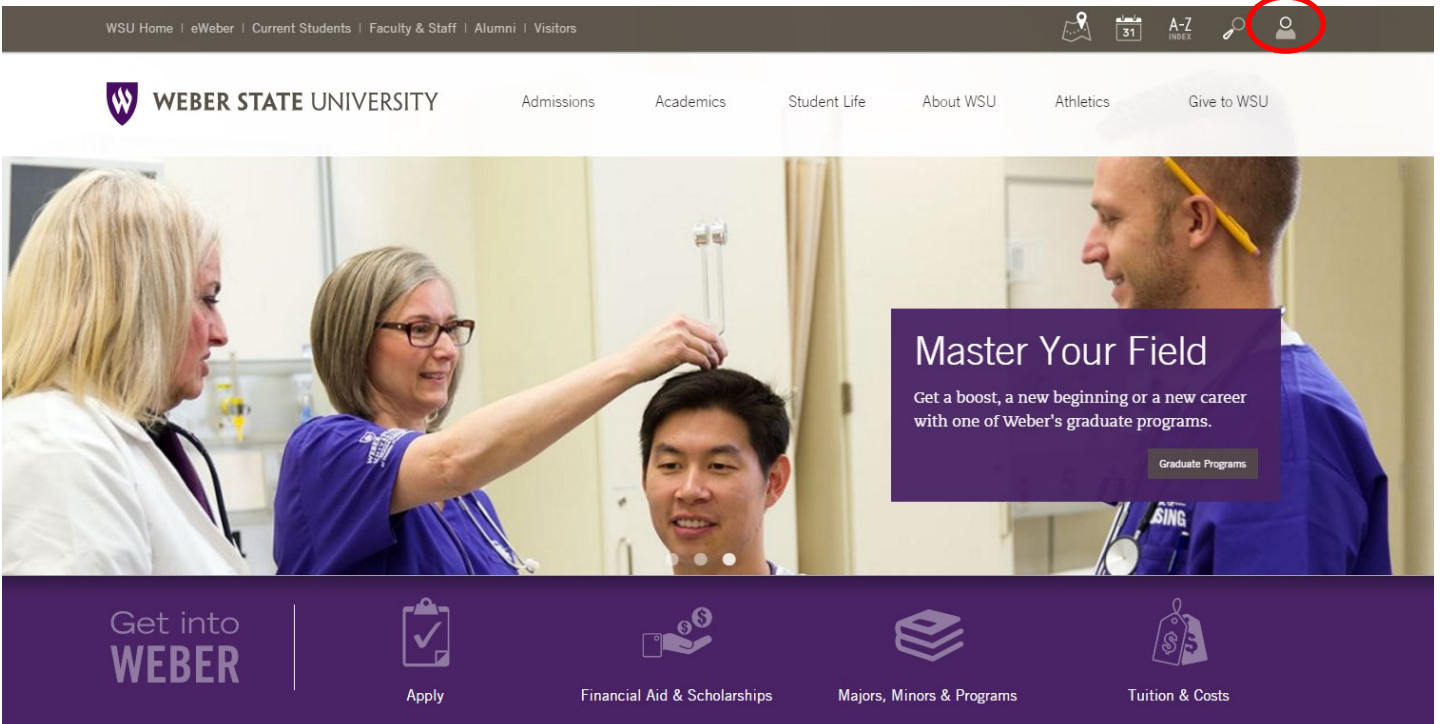 WSU Home | eWeber | Current Students | Faculty & Staff | Alumni | Visitors
31
A-Z
INDEX
W
WEBER STATE UNIVERSITY
Admissions
Academics
Student Life
About WSU
Athletics
Give to WSU
Master Your Field
Get a boost, a new beginning or a new career
with one of Weber's graduate programs.
Graduate Programs
WEBER
SING
Get into
WEBER
Apply
$ $
Financial Aid & Scholarships
Majors, Minors & Programs
$ $
Tuition & Costs